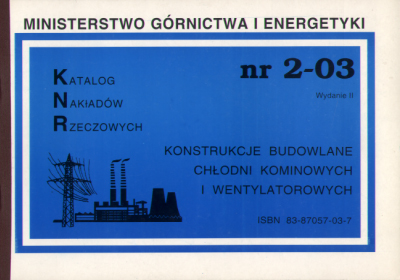 MINISTERSTWO GÓRNICTWA I ENERGETYKI
nr 2-03
Wydanie II
KATALOG
NAKŁADÓW
RZECZOWYCH
KONSTRUKCJE BUDOWLANE
CHŁODNI KOMINOWYCH
I WENTYLATOROWYCH
ISBN 83-87057-03-7